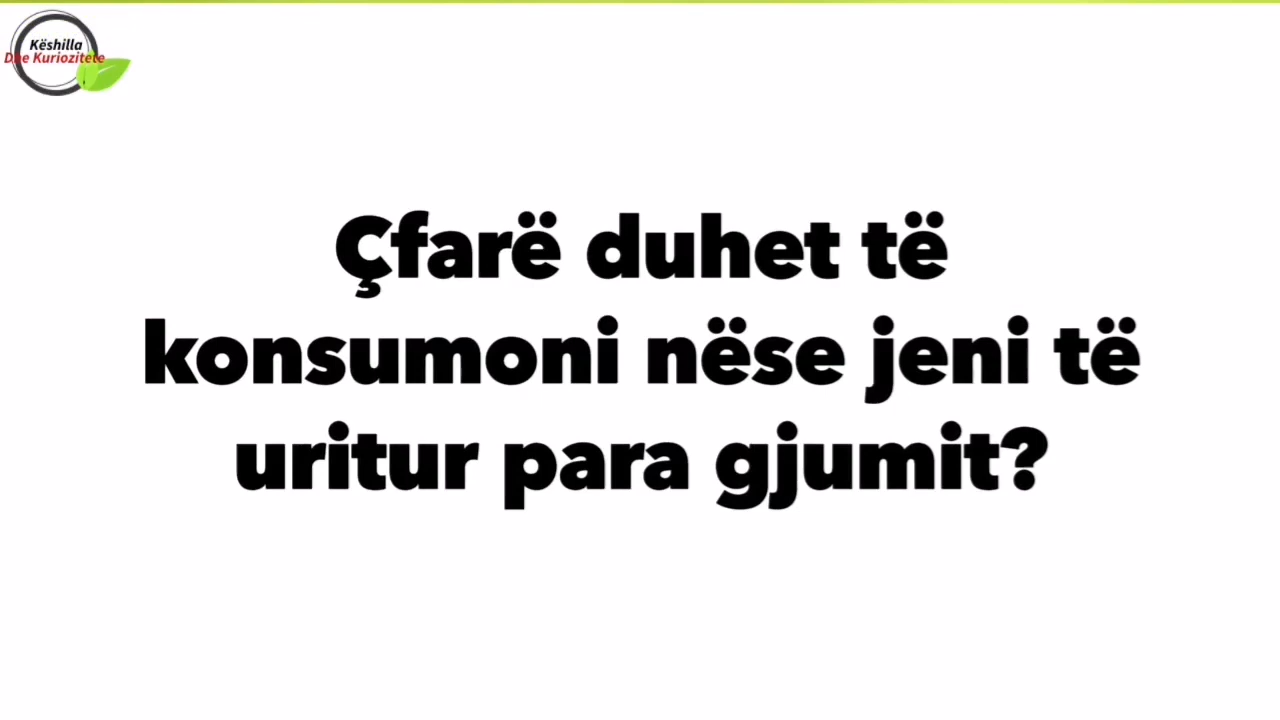 Këshilla
Dhe Kuriozitete
Çfarë duhet të
konsumoni nëse jeni të
uritur para gjumit?